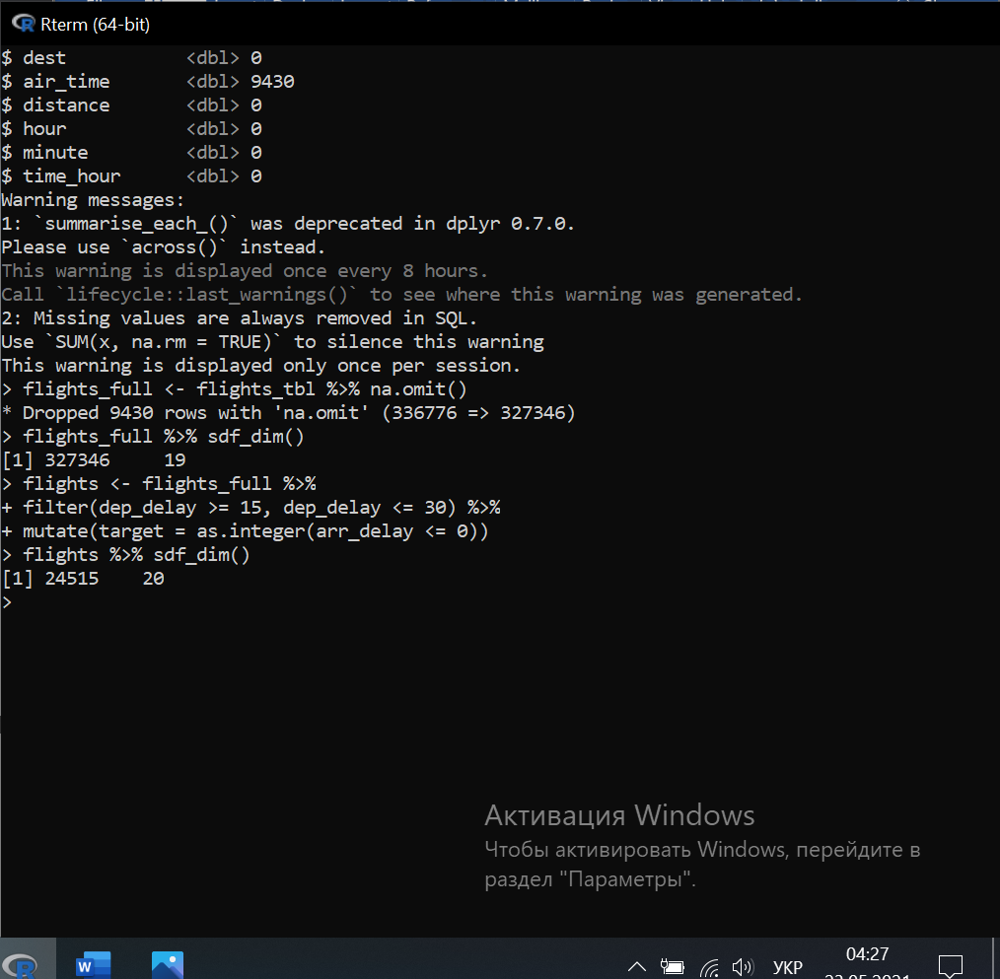 Rterm (64-bit)
$ dest <dbl> 0
$ air_time <dbl> 9430
$ distance <dbl> 0
$ hour <dbl> 0
$ minute <dbl> 0
$ time_hour <dbl> 0
Warning messages:
1: `summarise_each_()` was deprecated in dplyr 0.7.0.
Please use `across()` instead.
This warning is displayed once every 8 hours.
Call `lifecycle::last_warnings()` to see where this warning was generated.
2: Missing values are always removed in SQL.
Use `SUM(x, na.rm = TRUE)` to silence this warning
This warning is displayed only once per session.
> flights_full <- flights_tbl %>% na.omit()
* Dropped 9430 rows with 'na.omit' (336776 => 327346)
> flights_full %>% sdf_dim()
[1] 327346 19
> flights <- flights_full %>%
+ filter(dep_delay >= 15, dep_delay <= 30) %>%
+ mutate(target = as.integer(arr_delay <= 0))
> flights %>% sdf_dim()
[1] 24515 20
>
Активация Windows
Чтобы активировать Windows, перейдите в
раздел "Параметры".
W
УКР
04:27